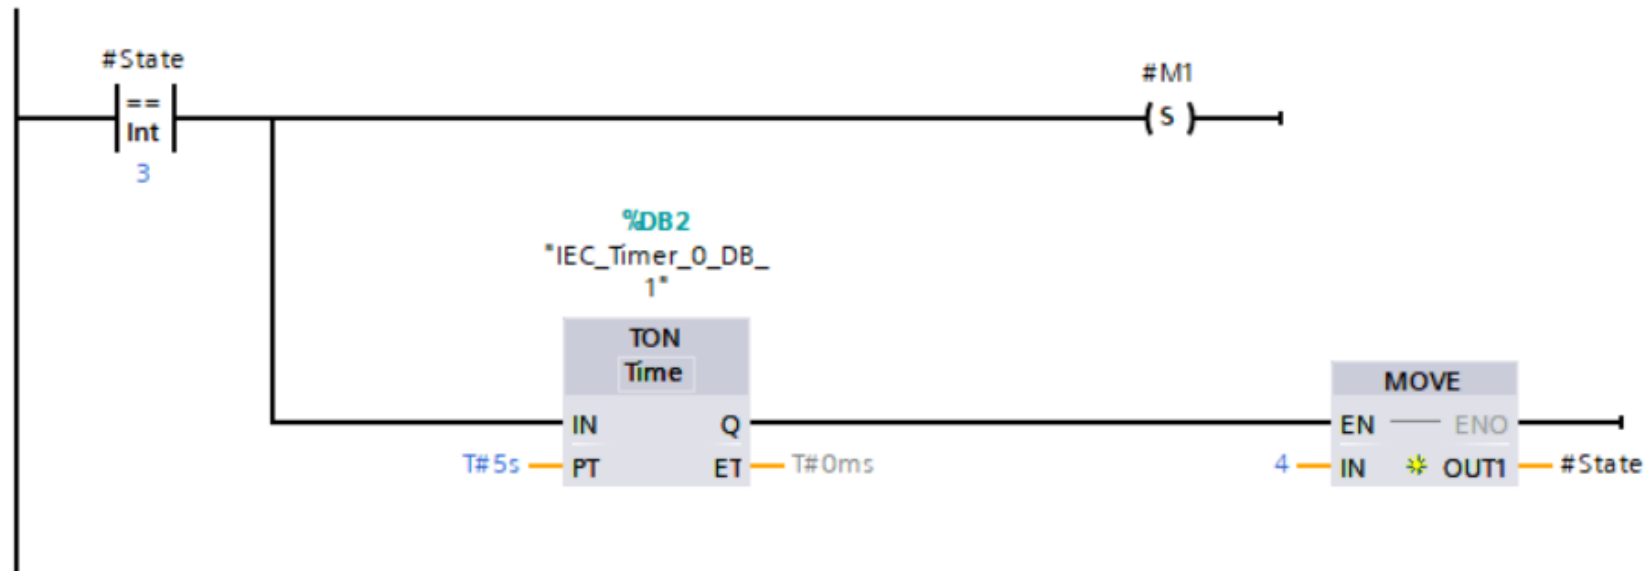 #State
==
Int
3
#M1
( S )
%DB2
"IEC_Timer_0_DB_
1"
TON
Time
IN Q
T#5s PT ET T#0ms
MOVE
EN ENO
4 IN OUT1 #State